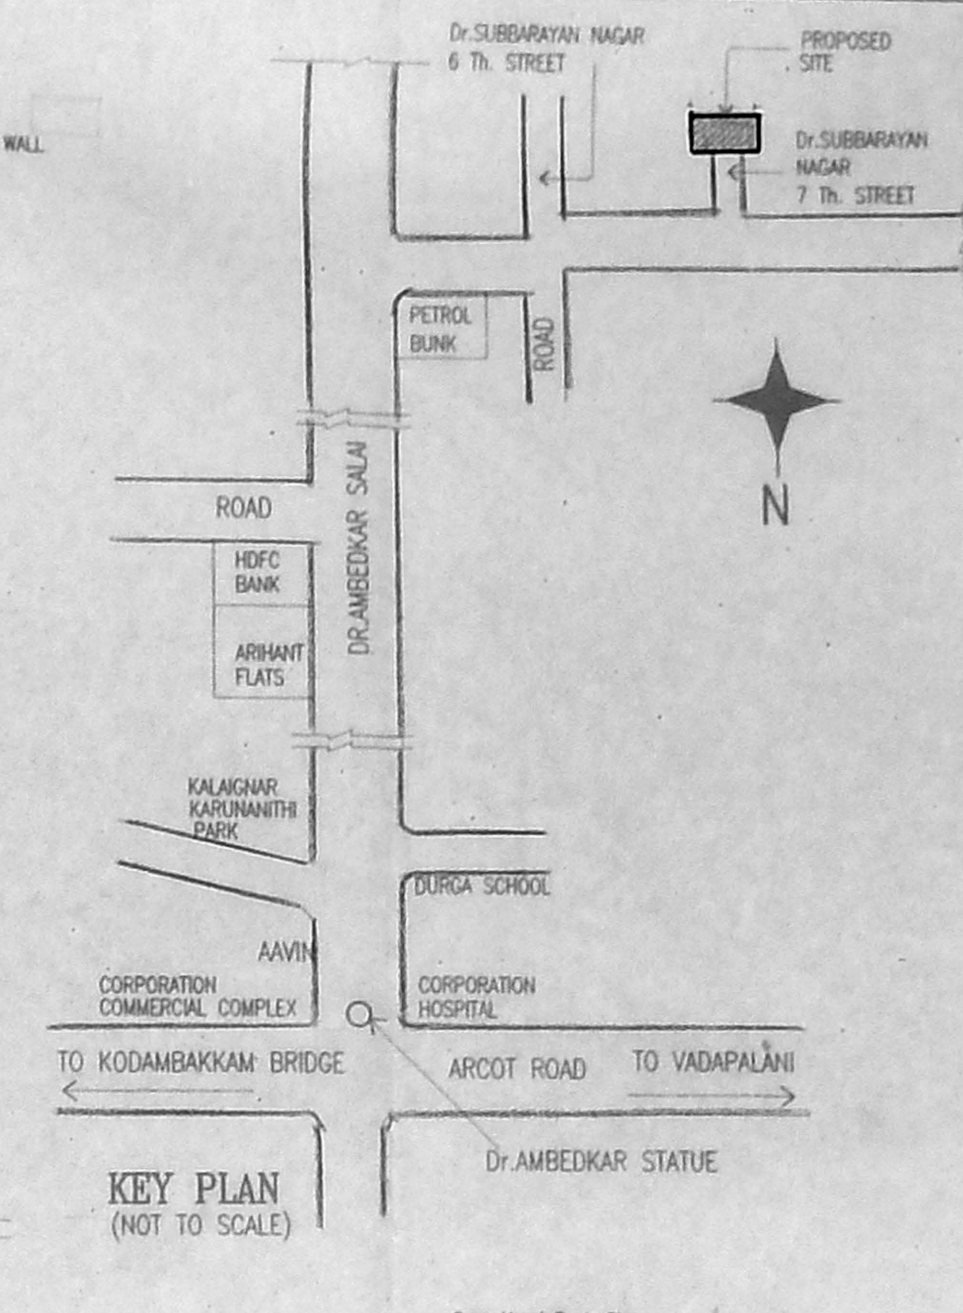 Dr.SUBBARAYAN NAGAR
6 Th. STREET
PROPOSED
SITE
WALL
Dr.SUBBARAYAN
NAGAR
7 Th. STREET
PETROL
BUNK
ROAD
DR.AMBEDKAR SALAI
N
ROAD
HDFC
BANK
ARIHANT
FLATS
KALAIGNAR
KARUNANITHI
PARK
DURGA SCHOOL
AAVIN
CORPORATION
COMMERCIAL COMPLEX
CORPORATION
HOSPITAL
TO KODAMBAKKAM BRIDGE
ARCOT ROAD
TO VADAPALANI
Dr.AMBEDKAR STATUE
KEY PLAN
(NOT TO SCALE)